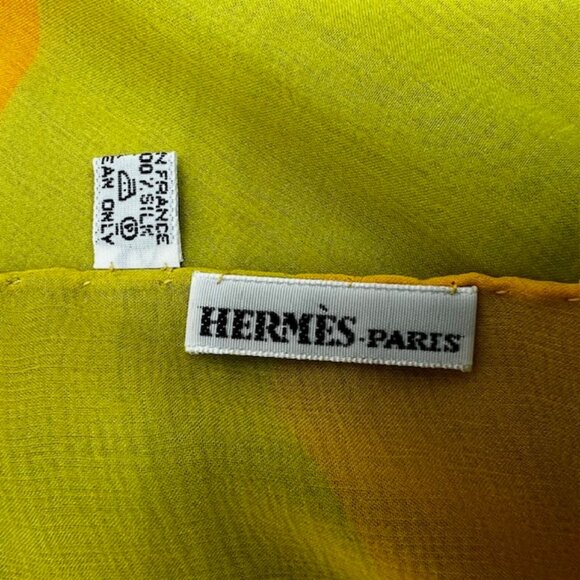 N FRANCE
00 % SILK
EAN ONLY
HERMÈS-PARIS